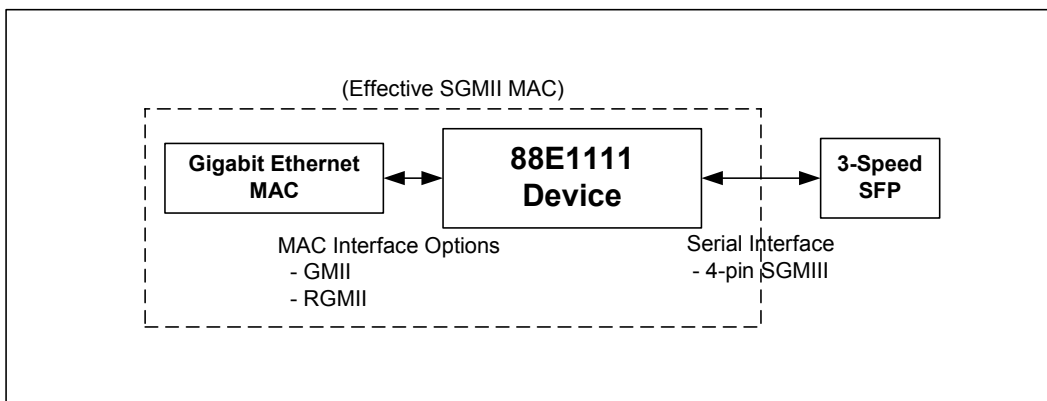 (Effective SGMII MAC)
Gigabit Ethernet
MAC
88E1111
Device
3-Speed
SFP
MAC Interface Options
- GMII
- RGMII
Serial Interface
- 4-pin SGMIII